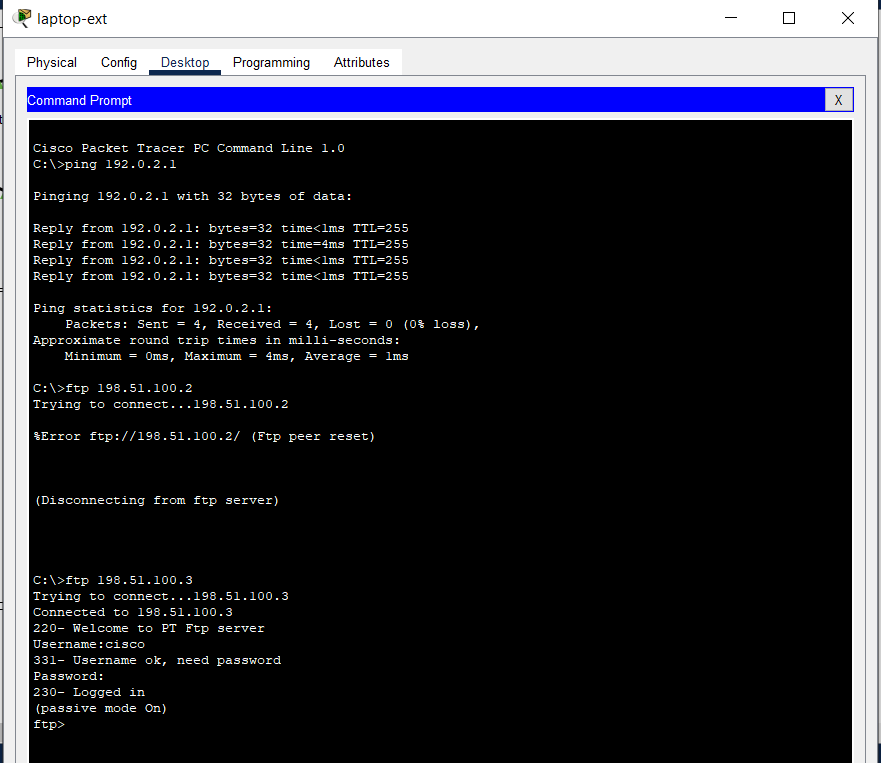 laptop-ext
Physical Config Desktop Programming Attributes
Command Prompt
X
Cisco Packet Tracer PC Command Line 1.0
C:\>ping 192.0.2.1
Pinging 192.0.2.1 with 32 bytes of data:
Reply from 192.0.2.1: bytes=32 time<1ms TTL=255
Reply from 192.0.2.1: bytes=32 time=4ms TTL=255
Reply from 192.0.2.1: bytes=32 time<1ms TTL=255
Reply from 192.0.2.1: bytes=32 time<1ms TTL=255
Ping statistics for 192.0.2.1:
Packets: Sent = 4, Received = 4, Lost = 0 (0% loss),
Approximate round trip times in milli-seconds:
Minimum = 0ms, Maximum = 4ms, Average = 1ms
C:\>ftp 198.51.100.2
Trying to connect...198.51.100.2
%Error ftp://198.51.100.2/ (Ftp peer reset)
(Disconnecting from ftp server)
C:\>ftp 198.51.100.3
Trying to connect...198.51.100.3
Connected to 198.51.100.3
220- Welcome to PT Ftp server
Username:cisco
331- Username ok, need password
Password:
230- Logged in
(passive mode On)
ftp>